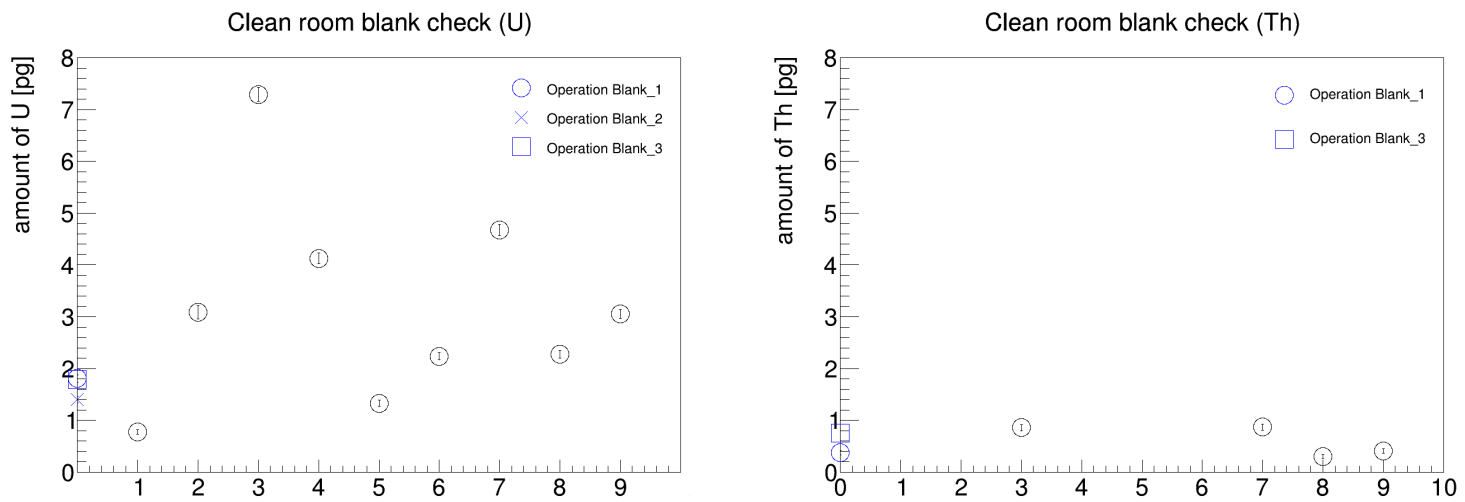 Clean room blank check (U)
amount of U [pg]
8
7
6
5
4
3
2
1
0
Operation Blank_1
Operation Blank_2
Operation Blank_3
1 2 3 4 5 6 7 8 9
Clean room blank check (Th)
amount of Th [pg]
8
7
6
5
4
3
2
1
0
Operation Blank_1
Operation Blank_3
0 1 2 3 4 5 6 7 8 9 10